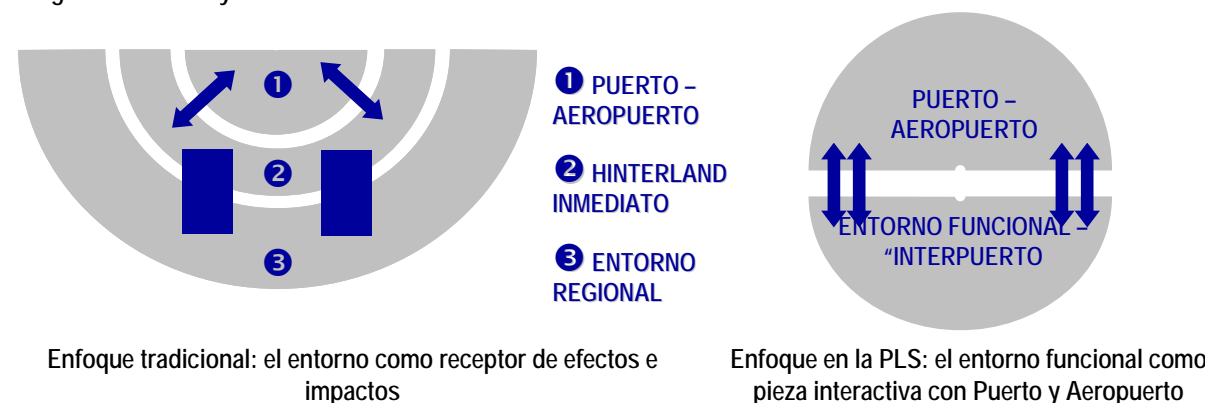 ❶
❷
❸
❶ PUERTO –
AEROPUERTO
❷ HINTERLAND
INMEDIATO
❸ ENTORNO
REGIONAL
PUERTO –
AEROPUERTO
ENTORNO FUNCIONAL –
“INTERPUERTO
Enfoque tradicional: el entorno como receptor de efectos e
impactos
Enfoque en la PLS: el entorno funcional como
pieza interactiva con Puerto y Aeropuerto